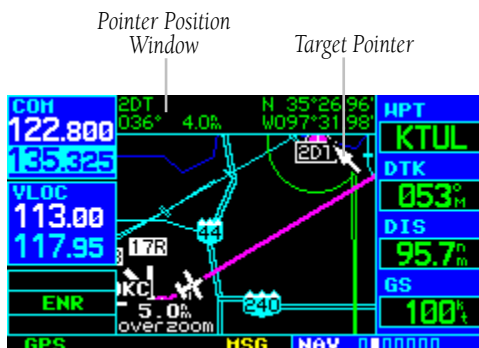 Pointer Position
Window
Target Pointer
COM
122.800
135.325
VLOC
113.00
117.95
ENR
GPS
2DT
036° 4.0nm
N 35°26.96'
W097°31.98'
2DT
44
17R
240
5.0nm
overzoom
MSG
NAV
WPT
KTUL
DTK
053°M
DIS
95.7nm
GS
100kt